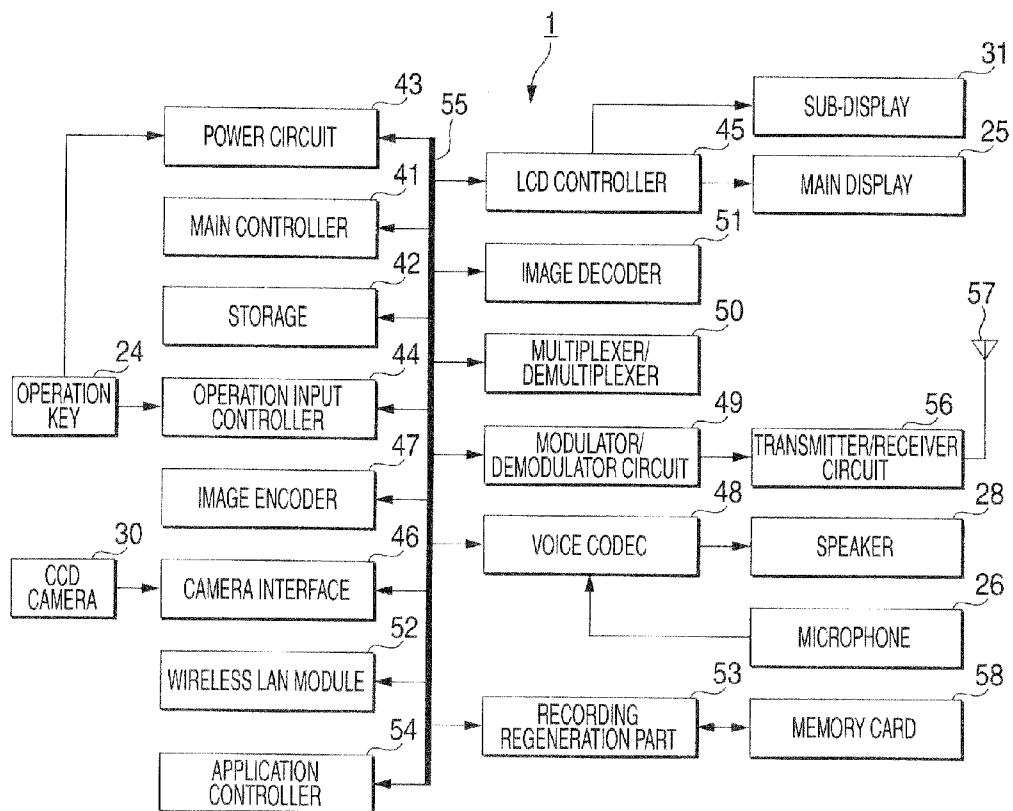 1
43
POWER CIRCUIT
55
41
MAIN CONTROLLER
42
STORAGE
24
OPERATION
KEY
44
OPERATION INPUT
CONTROLLER
47
IMAGE ENCODER
30
CCD
CAMERA
46
CAMERA INTERFACE
52
WIRELESS LAN MODULE
54
APPLICATION
CONTROLLER
45
LCD CONTROLLER
31
SUB-DISPLAY
25
MAIN DISPLAY
51
IMAGE DECODER
50
MULTIPLEXER/
DEMULTIPLEXER
57
49
MODULATOR/
DEMODULATOR CIRCUIT
56
TRANSMITTER/RECEIVER
CIRCUIT
48
VOICE CODEC
28
SPEAKER
26
MICROPHONE
53
RECORDING
REGENERATION PART
58
MEMORY CARD